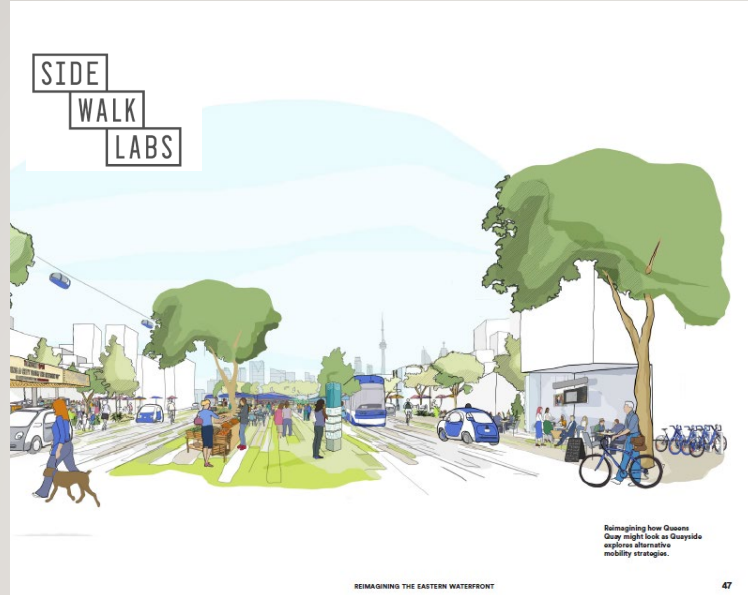 SIDE
WALK
LABS
Reimagining how Queens
Quay might look as Quayside
explores alternative
mobility strategies.
REIMAGINING THE EASTERN WATERFRONT
47